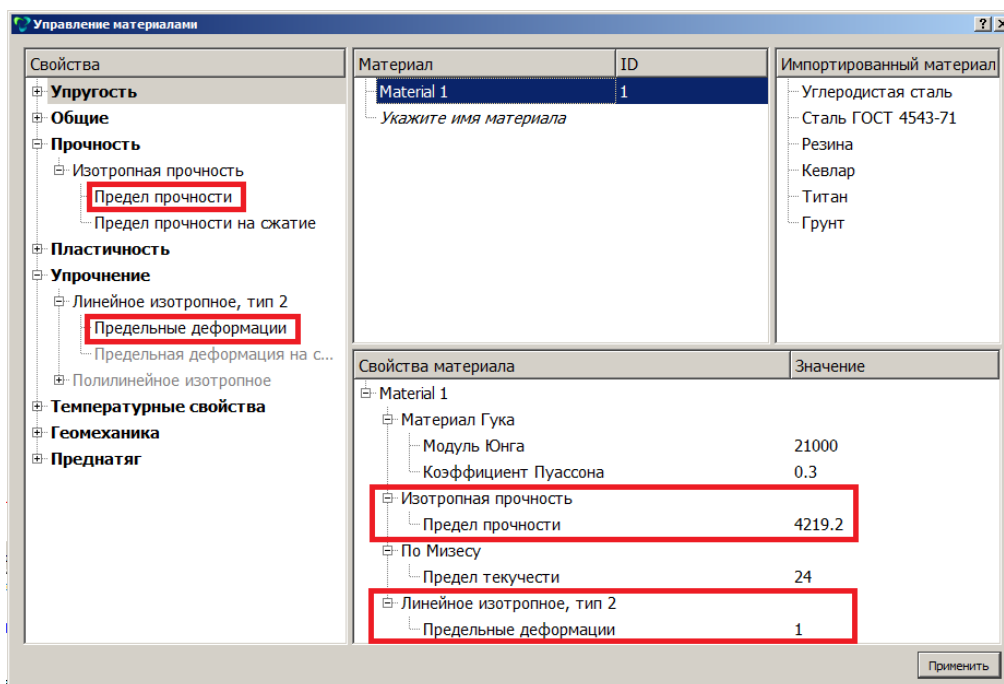 Управление материалами
Свойства
Упругость
Общие
Прочность
Изотропная прочность
Предел прочности
Предел прочности на сжатие
Пластичность
Упрочнение
Линейное изотропное, тип 2
Предельные деформации
Предельная деформация на с...
Полилинейное изотропное
Температурные свойства
Геомеханика
Преднатяг
Материал ID
Material 1 1
Укажите имя материала
Импортированный материал
Углеродистая сталь
Сталь ГОСТ 4543-71
Резина
Кевлар
Титан
Грунт
Свойства материала Значение
Material 1
Материал Гука
Модуль Юнга 21000
Коэффициент Пуассона 0.3
Изотропная прочность
Предел прочности 4219.2
По Мизесу
Предел текучести 24
Линейное изотропное, тип 2
Предельные деформации 1
Применить